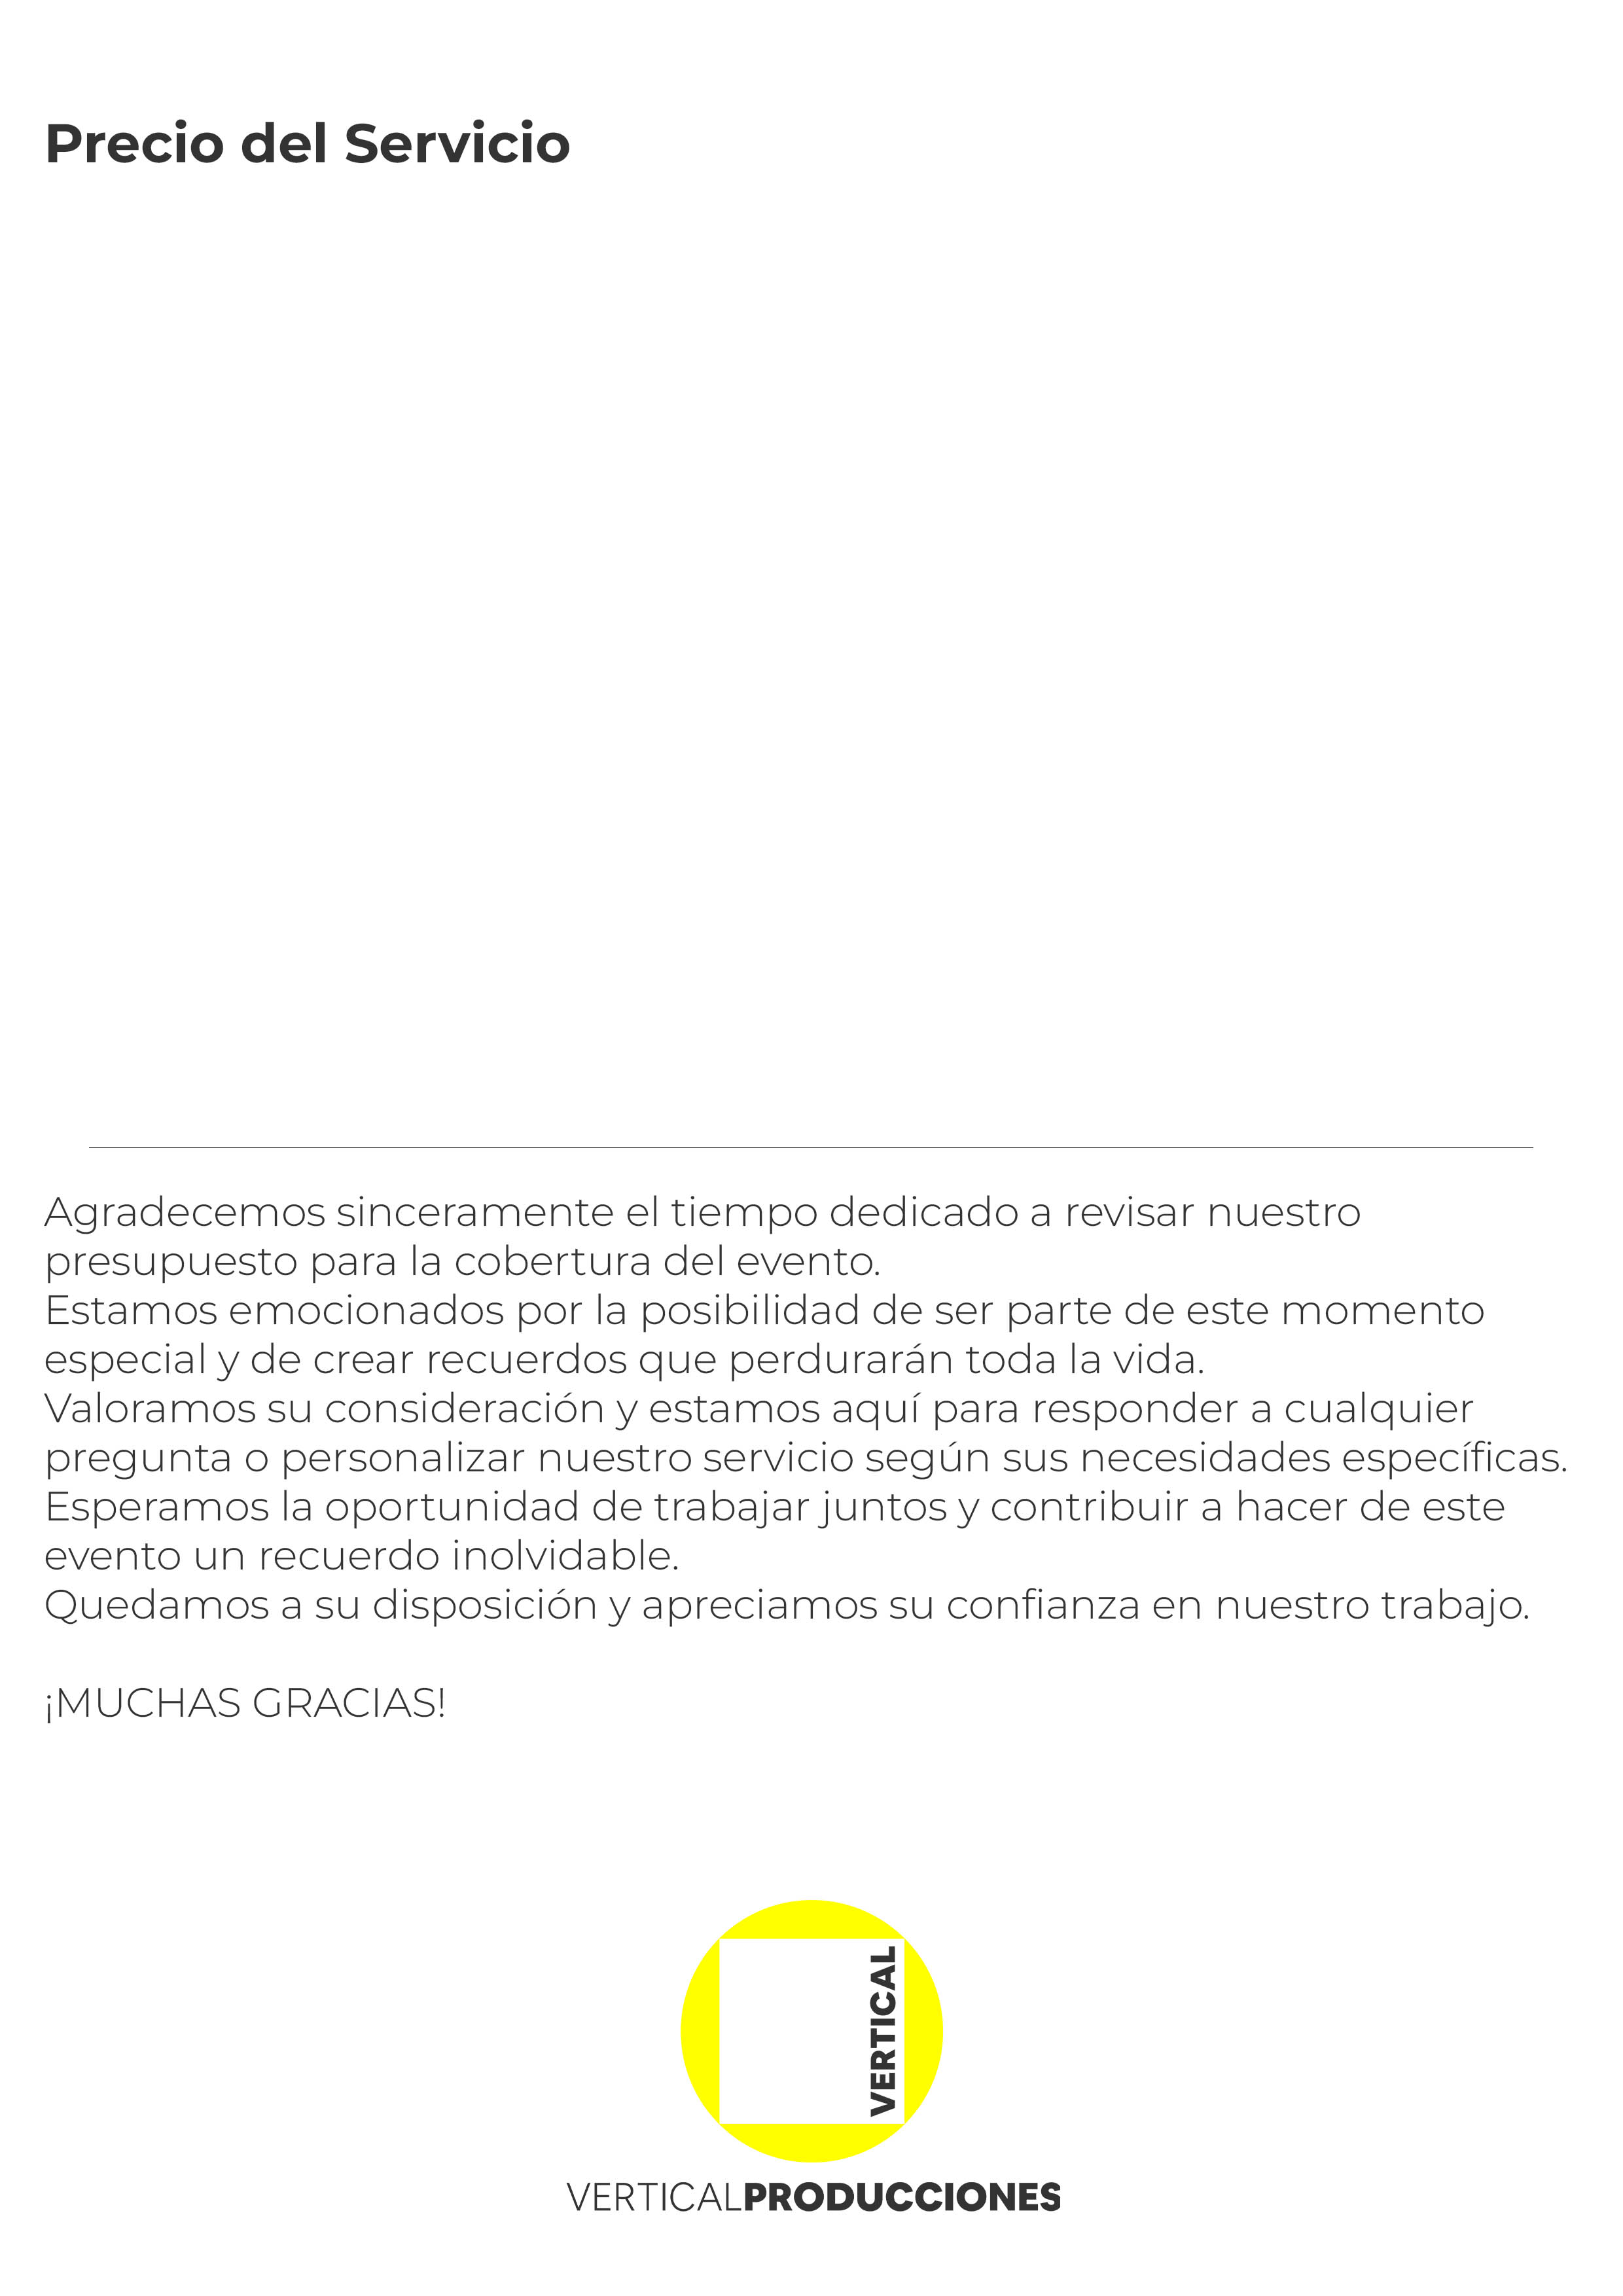 Precio del Servicio
Agradecemos sinceramente el tiempo dedicado a revisar nuestro
presupuesto para la cobertura del evento.
Estamos emocionados por la posibilidad de ser parte de este momento
especial y de crear recuerdos que perdurarán toda la vida.
Valoramos su consideración y estamos aquí para responder a cualquier
pregunta o personalizar nuestro servicio según sus necesidades específicas.
Esperamos la oportunidad de trabajar juntos y contribuir a hacer de este
evento un recuerdo inolvidable.
Quedamos a su disposición y apreciamos su confianza en nuestro trabajo.
¡MUCHAS GRACIAS!
VERTICAL
VERTICALPRODUCCIONES